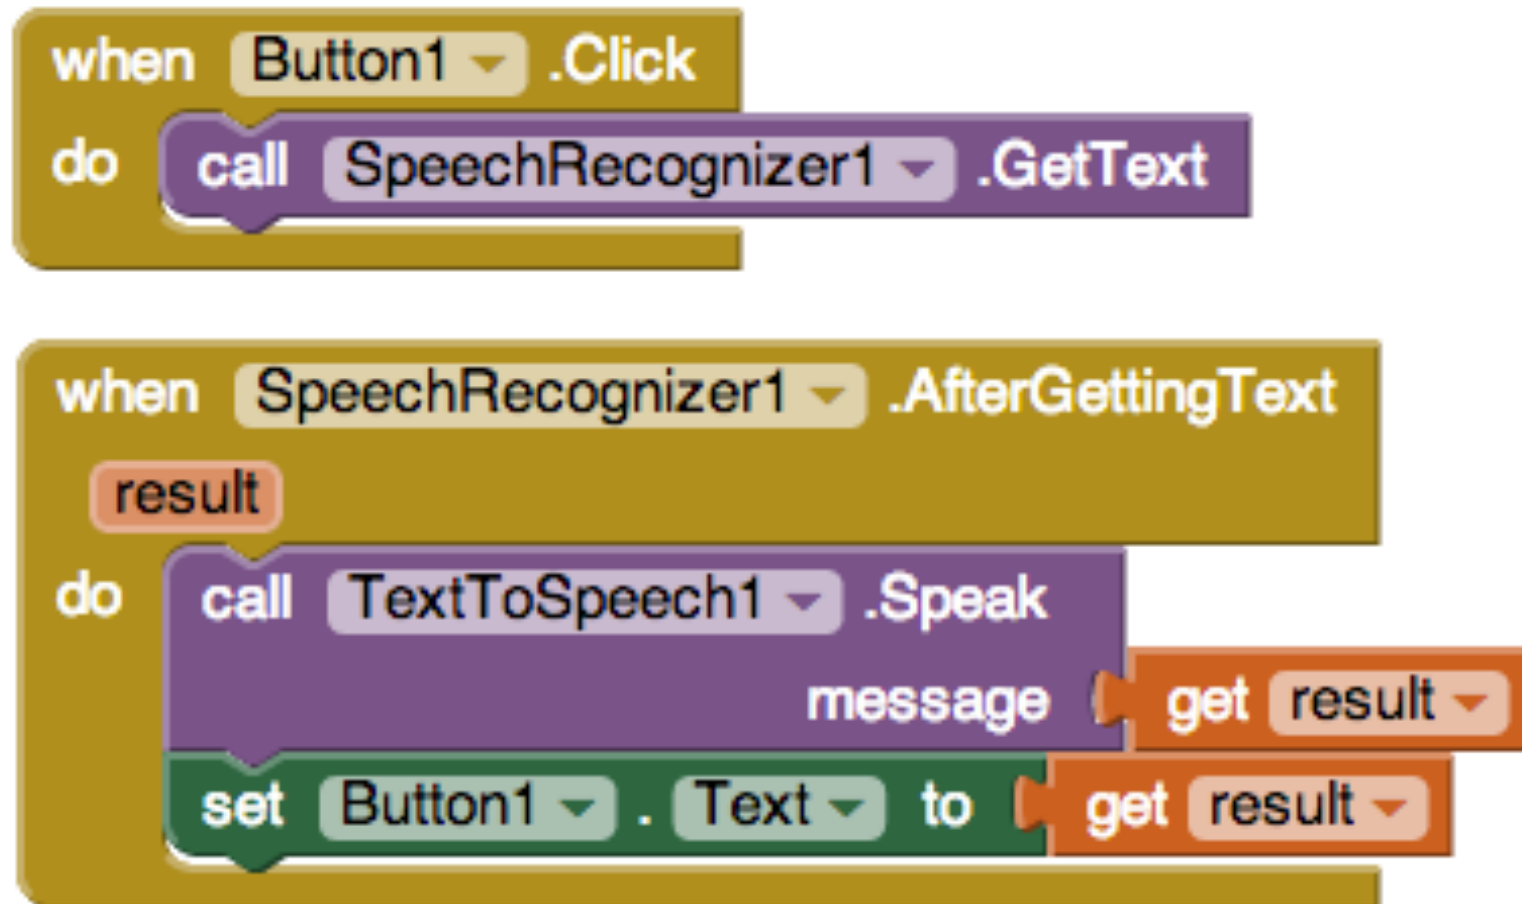 when Button1 .Click
do call SpeechRecognizer1 .GetText
when SpeechRecognizer1 .AfterGettingText
result
do call TextToSpeech1 .Speak
message get result
set Button1 . Text to get result